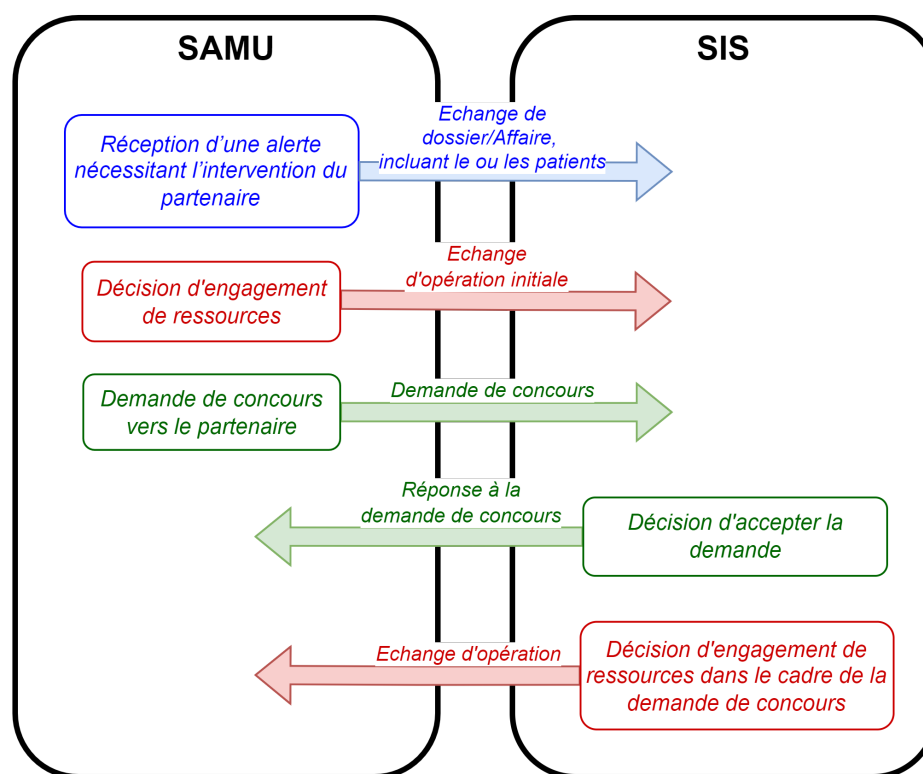 SAMU
SIS
Echange de
dossier/Affaire,
incluant le ou les patients
Réception d'une alerte
nécessitant l'intervention du
partenaire
Echange
d'opération initiale
Décision d'engagement
de ressources
Demande de concours
Demande de concours
vers le partenaire
Réponse à la
demande de concours
Décision d'accepter la
demande
Echange d'opération
Décision d'engagement de
ressources dans le cadre de la
demande de concours